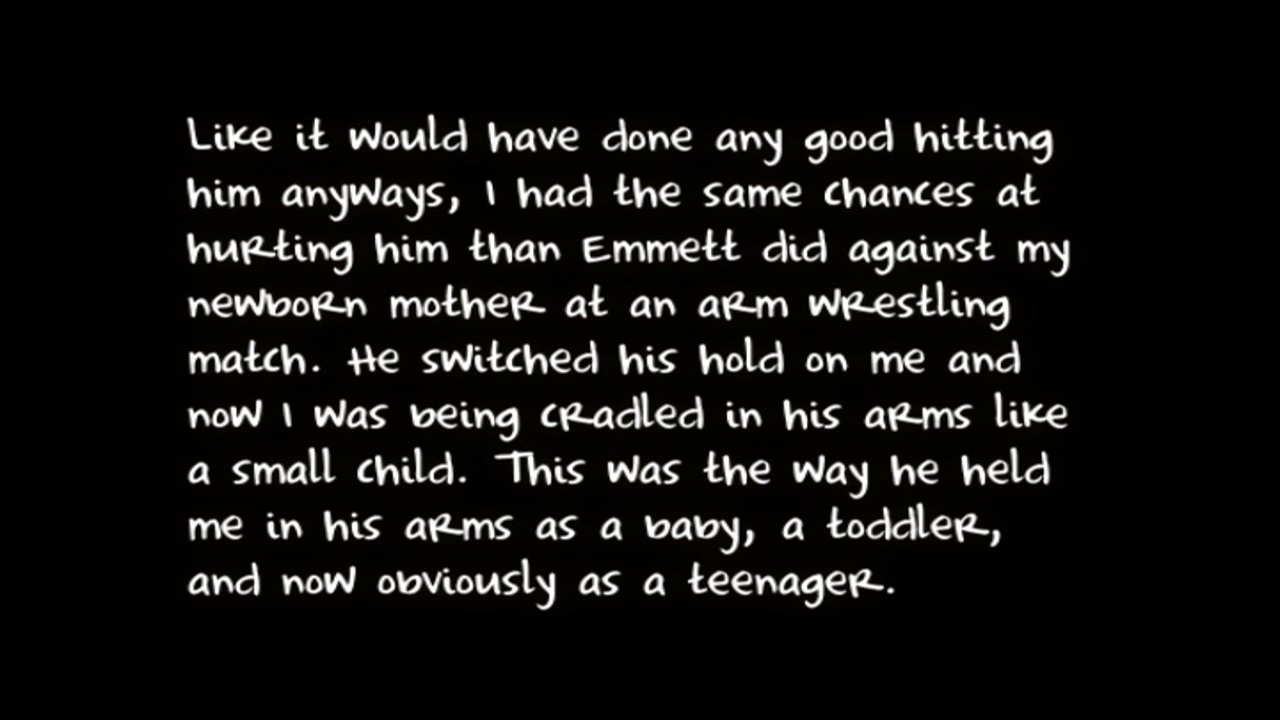 Like it would have done any good hitting
him anyways, I had the same chances at
hurting him than Emmett did against my
newborn mother at an arm wrestling
match. He switched his hold on me and
now I was being cradled in his arms like
a small child. This was the way he held
me in his arms as a baby, a toddler,
and now obviously as a teenager.